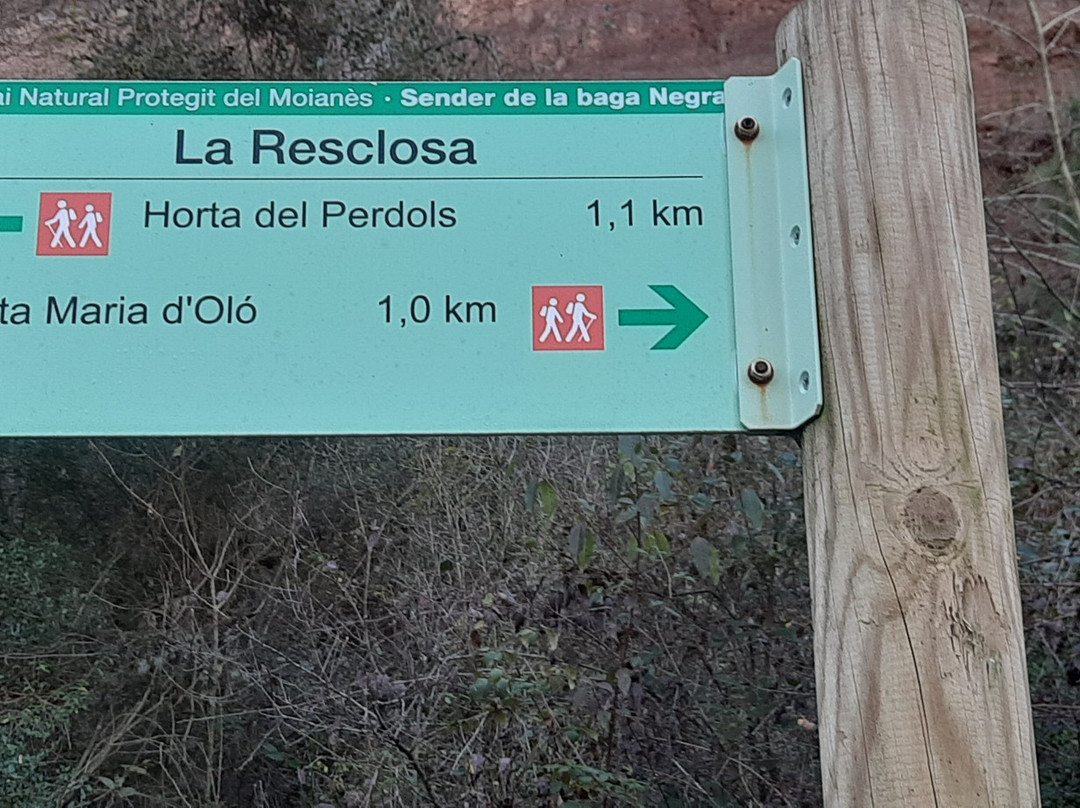 Natural Protegit del Moianès · Sender de la baga Negra
La Resclosa
Horta del Perdols 1,1 km
Maria d'Oló 1,0 km